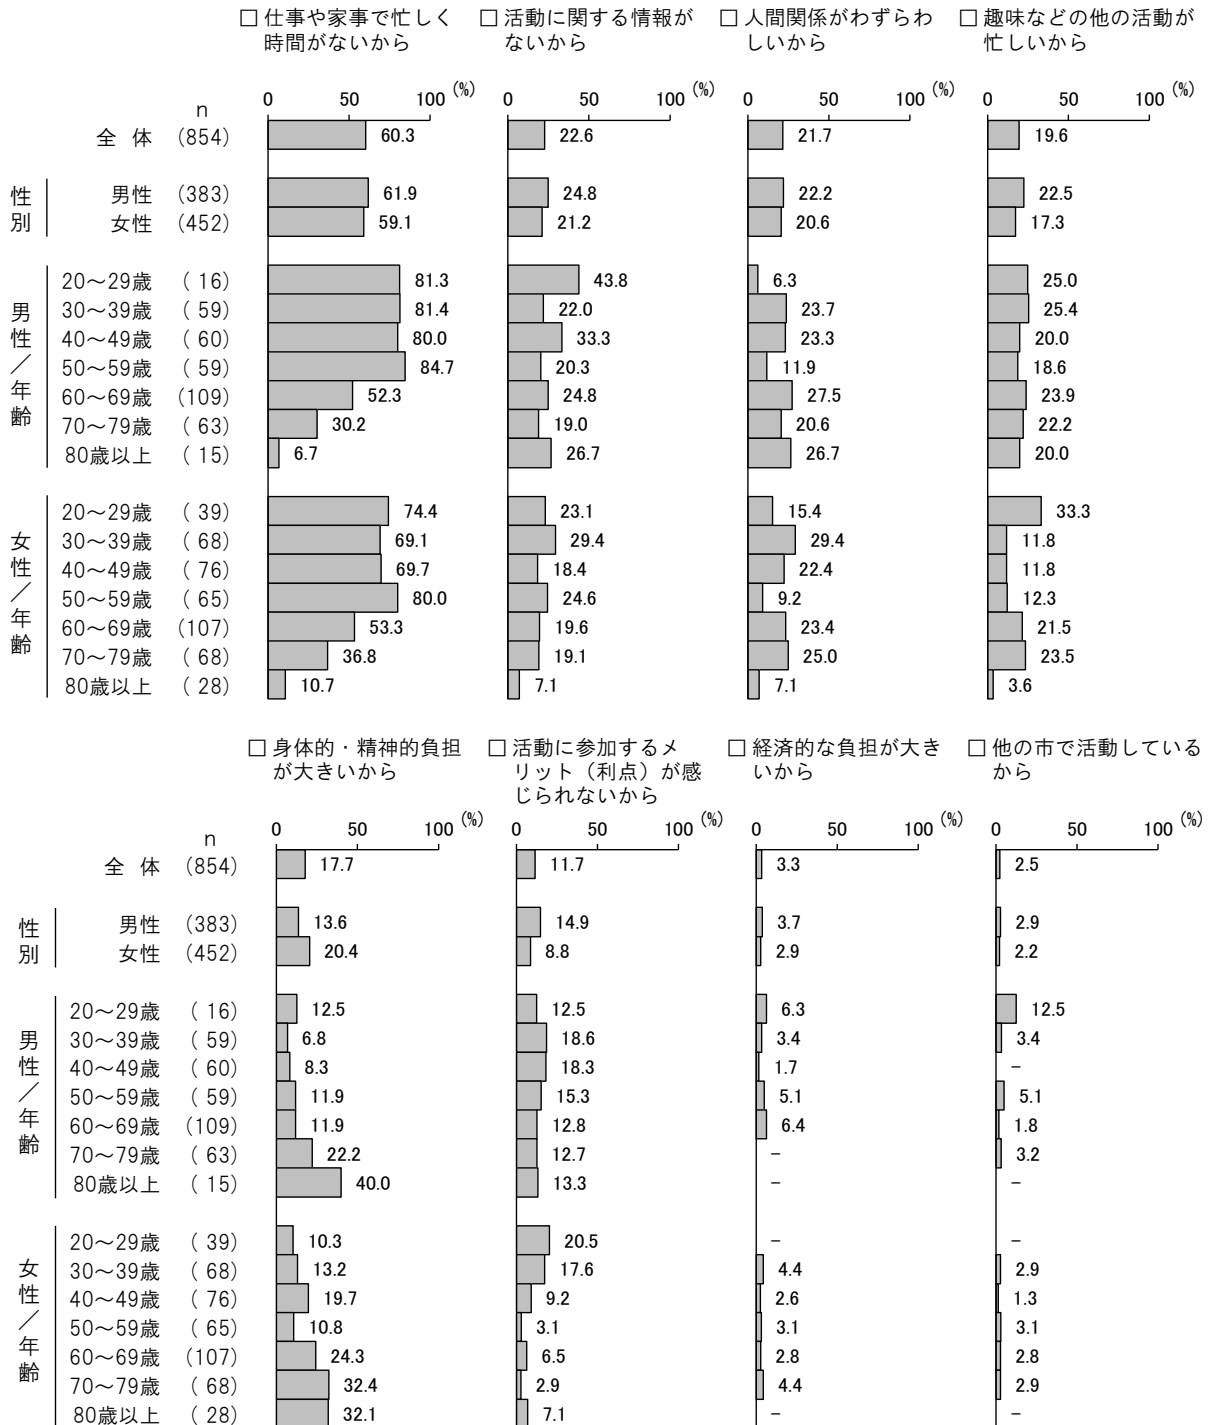 □ 仕事や家事で忙しく
時間がないから
□ 活動に関する情報が
ないから
□ 人間関係がわずらわ
しいから
□ 趣味などの他の活動が
忙しいから
0 50 100 (%) 0 50 100 (%) 0 50 100 (%) 0 50 100 (%)
n
全 体 (854) 60.3 22.6 21.7 19.6
性別
男性 (383) 61.9 24.8 22.2 22.5
女性 (452) 59.1 21.2 20.6 17.3
男性／年齢
20～29歳 ( 16) 81.3 43.8 6.3 25.0
30～39歳 ( 59) 81.4 22.0 23.7 25.4
40～49歳 ( 60) 80.0 33.3 23.3 20.0
50～59歳 ( 59) 84.7 20.3 11.9 18.6
60～69歳 (109) 52.3 24.8 27.5 23.9
70～79歳 ( 63) 30.2 19.0 20.6 22.2
80歳以上 ( 15) 6.7 26.7 26.7 20.0
女性／年齢
20～29歳 ( 39) 74.4 23.1 15.4 33.3
30～39歳 ( 68) 69.1 29.4 29.4 11.8
40～49歳 ( 76) 69.7 18.4 22.4 11.8
50～59歳 ( 65) 80.0 24.6 9.2 12.3
60～69歳 (107) 53.3 19.6 23.4 21.5
70～79歳 ( 68) 36.8 19.1 25.0 23.5
80歳以上 ( 28) 10.7 7.1 7.1 3.6
□ 身体的・精神的負担
が大きいから
□ 活動に参加するメ
リット（利点）が感
じられないから
□ 経済的な負担が大き
いから
□ 他の市で活動している
から
0 50 100 (%) 0 50 100 (%) 0 50 100 (%) 0 50 100 (%)
n
全 体 (854) 17.7 11.7 3.3 2.5
性別
男性 (383) 13.6 14.9 3.7 2.9
女性 (452) 20.4 8.8 2.9 2.2
男性／年齢
20～29歳 ( 16) 12.5 12.5 6.3 12.5
30～39歳 ( 59) 6.8 18.6 3.4 3.4
40～49歳 ( 60) 8.3 18.3 1.7 －
50～59歳 ( 59) 11.9 15.3 5.1 5.1
60～69歳 (109) 11.9 12.8 6.4 1.8
70～79歳 ( 63) 22.2 12.7 － 3.2
80歳以上 ( 15) 40.0 13.3 － －
女性／年齢
20～29歳 ( 39) 10.3 20.5 － －
30～39歳 ( 68) 13.2 17.6 4.4 2.9
40～49歳 ( 76) 19.7 9.2 2.6 1.3
50～59歳 ( 65) 10.8 3.1 3.1 3.1
60～69歳 (107) 24.3 6.5 2.8 2.8
70～79歳 ( 68) 32.4 2.9 4.4 2.9
80歳以上 ( 28) 32.1 7.1 － －